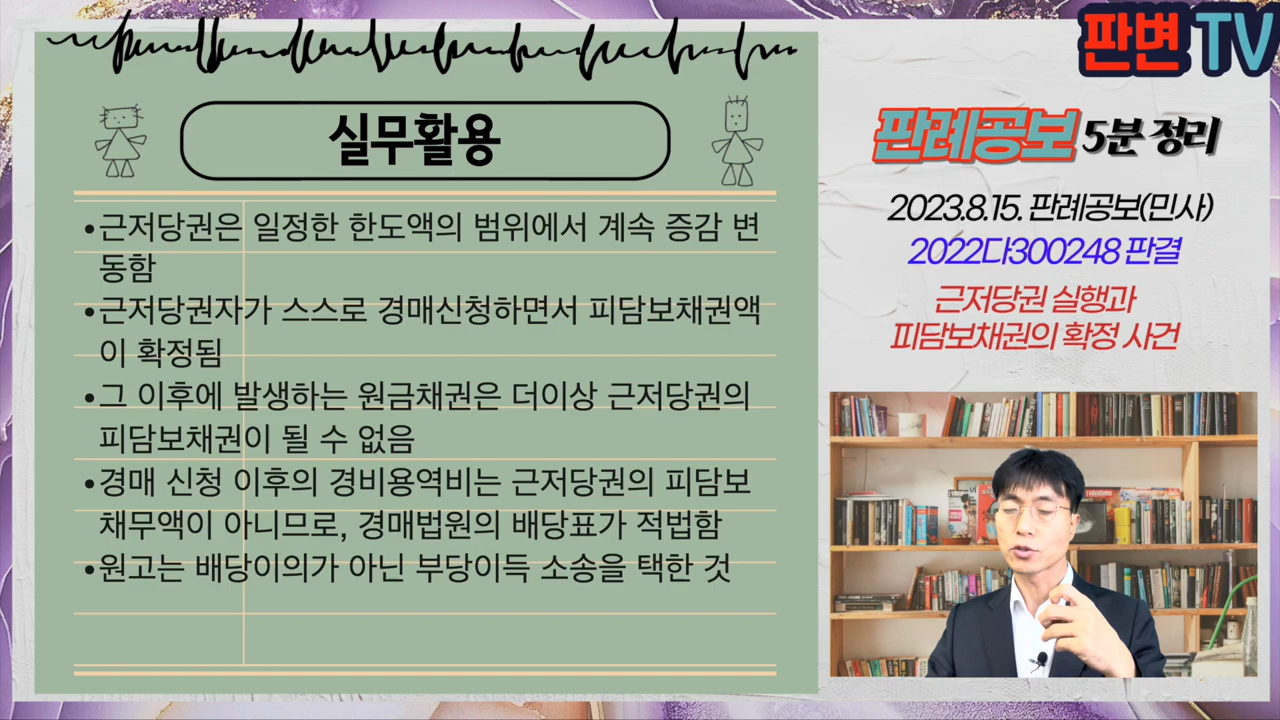 판변 TV
실무활용
•근저당권은 일정한 한도액의 범위에서 계속 증감 변
동함
•근저당권자가 스스로 경매신청하면서 피담보채권액
이 확정됨
•그 이후에 발생하는 원금채권은 더이상 근저당권의
피담보채권이 될 수 없음
•경매 신청 이후의 경비용역비는 근저당권의 피담보
채무액이 아니므로, 경매법원의 배당표가 적법함
•원고는 배당이의가 아닌 부당이득 소송을 택한 것
판례공보 5분 정리
2023.8.15. 판례공보(민사)
2022다300248 판결
근저당권 실행과
피담보채권의 확정 사건